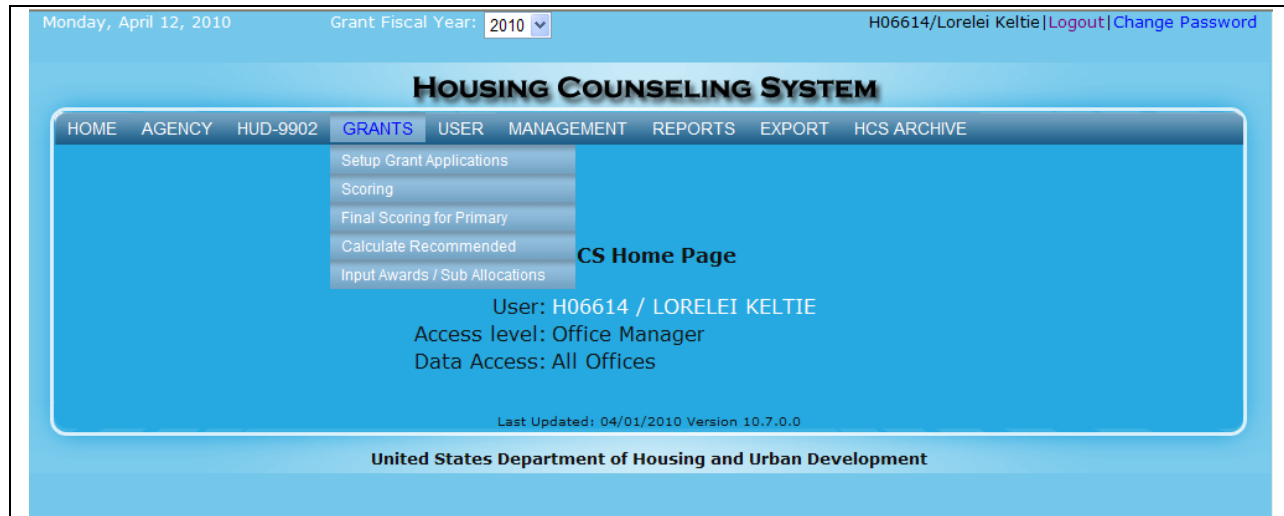 Monday, April 12, 2010 Grant Fiscal Year: 2010 H06614/Lorelei Keltie|Logout|Change Password
HOUSING COUNSELING SYSTEM
HOME AGENCY HUD-9902 GRANTS USER MANAGEMENT REPORTS EXPORT HCS ARCHIVE
Setup Grant Applications
Scoring
Final Scoring for Primary
Calculate Recommended
CS Home Page
Input Awards / Sub Allocations
User: H06614 / LORELEI KELTIE
Access level: Office Manager
Data Access: All Offices
Last Updated: 04/01/2010 Version 10.7.0.0
United States Department of Housing and Urban Development